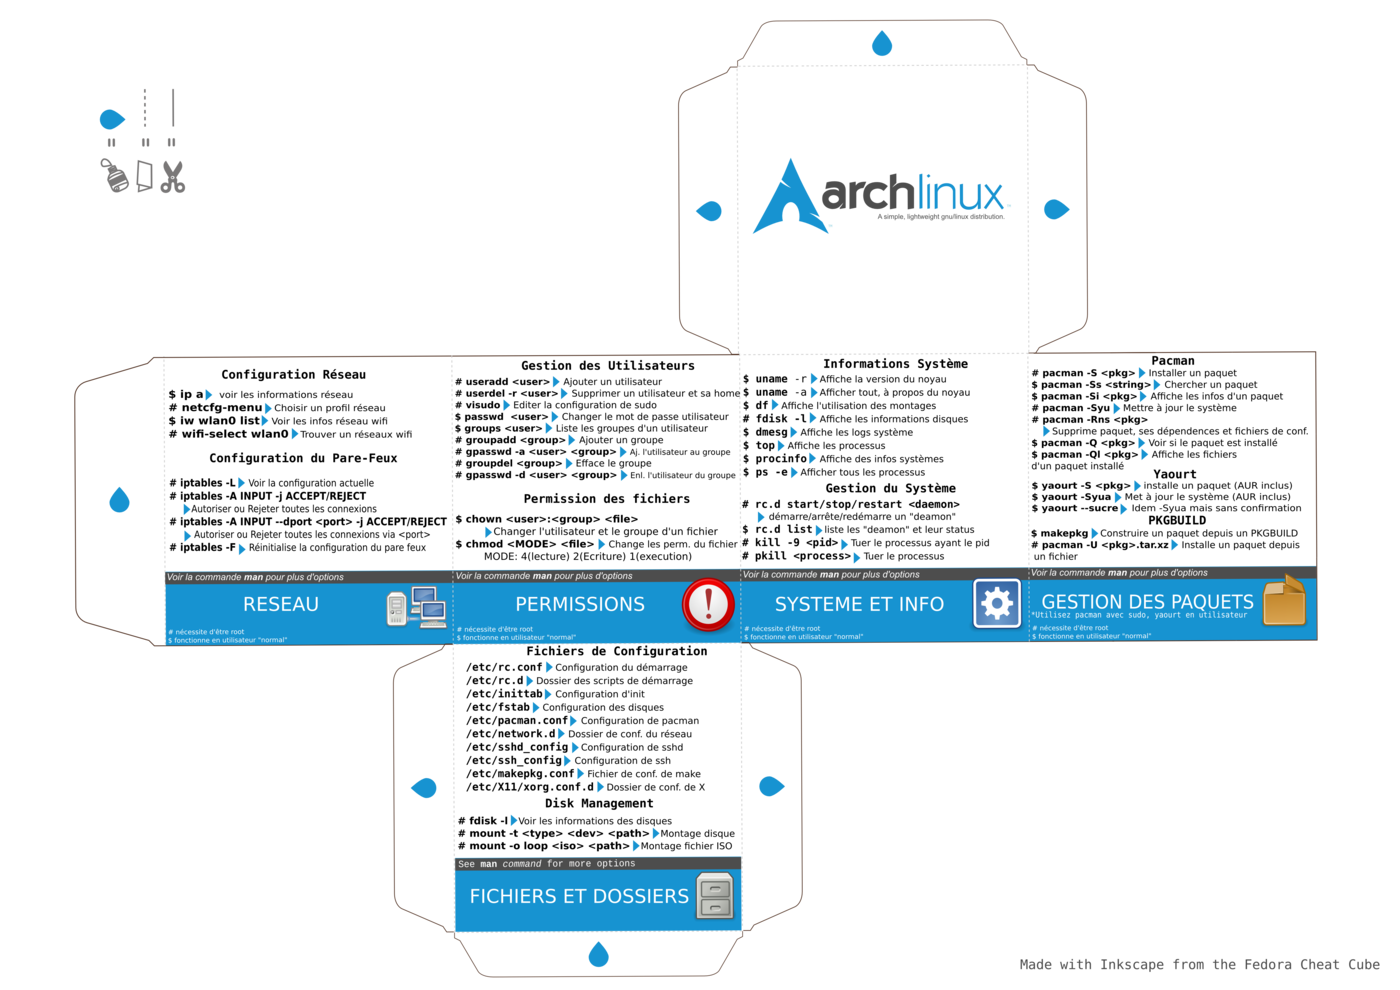 archlinux
A simple, lightweight gnu/linux distribution.
Configuration Réseau
$ ip a voir les informations réseau
# netcfg-menu Choisir un profil réseau
$ iw wlan0 list Voir les infos réseau wifi
# wifi-select wlan0 Trouver un réseaux wifi
Configuration du Pare-Feux
# iptables -L Voir la configuration actuelle
# iptables -A INPUT -j ACCEPT/REJECT
Autoriser ou Rejeter toutes les connexions
# iptables -A INPUT --dport <port> -j ACCEPT/REJECT
Autoriser ou Rejeter toutes les connexions via <port>
# iptables -F Réinitialise la configuration du pare feux
Voir la commande man pour plus d'options
RESEAU
# nécessite d'être root
$ fonctionne en utilisateur "normal"
Gestion des Utilisateurs
# useradd <user> Ajouter un utilisateur
# userdel -r <user> Supprimer un utilisateur et sa home
# visudo Editer la configuration de sudo
$ passwd <user> Changer le mot de passe utilisateur
$ groups <user> Liste les groupes d'un utilisateur
# groupadd <group> Ajouter un groupe
# gpasswd -a <user> <group> Aj. l'utilisateur au groupe
# groupdel <group> Efface le groupe
# gpasswd -d <user> <group> Enl. l'utilisateur du groupe
Permission des fichiers
$ chown <user>:<group> <file>
Changer l'utilisateur et le groupe d'un fichier
$ chmod <MODE> <file> Change les perm. du fichier
MODE: 4(lecture) 2(Ecriture) 1(execution)
Voir la commande man pour plus d'options
PERMISSIONS
# nécessite d'être root
$ fonctionne en utilisateur "normal"
Informations Système
$ uname -r Affiche la version du noyau
$ uname -a Afficher tout, à propos du noyau
$ df Affiche l'utilisation des montages
# fdisk -l Affiche les informations disques
$ dmesg Affiche les logs système
$ top Affiche les processus
$ procinfo Affiche des infos systèmes
$ ps -e Afficher tous les processus
Gestion du Système
# rc.d start/stop/restart <daemon>
démarre/arrête/redémarre un "deamon"
$ rc.d list liste les "deamon" et leur status
# kill -9 <pid> Tuer le processus ayant le pid
# pkill <process> Tuer le processus
Voir la commande man pour plus d'options
SYSTEME ET INFO
# nécessite d'être root
$ fonctionne en utilisateur "normal"
Pacman
# pacman -S <pkg> Installer un paquet
$ pacman -Ss <string> Chercher un paquet
$ pacman -Si <pkg> Affiche les infos d'un paquet
# pacman -Syu Mettre à jour le système
# pacman -Rns <pkg>
Supprime paquet, ses dépendences et fichiers de conf.
$ pacman -Q <pkg> Voir si le paquet est installé
$ pacman -Ql <pkg> Affiche les fichiers
d'un paquet installé
Yaourt
$ yaourt -S <pkg> installe un paquet (AUR inclus)
$ yaourt -Syua Met à jour le système (AUR inclus)
$ yaourt --sucre Idem -Syua mais sans confirmation
PKGBUILD
$ makepkg Construire un paquet depuis un PKGBUILD
# pacman -U <pkg>.tar.xz Installe un paquet depuis
un fichier
Voir la commande man pour plus d'options
GESTION DES PAQUETS
*Utilisez pacman avec sudo, yaourt en utilisateur
# nécessite d'être root
$ fonctionne en utilisateur "normal"
Fichiers de Configuration
/etc/rc.conf Configuration du démarrage
/etc/rc.d Dossier des scripts de démarrage
/etc/inittab Configuration d'init
/etc/fstab Configuration des disques
/etc/pacman.conf Configuration de pacman
/etc/network.d Dossier de conf. du réseau
/etc/sshd_config Configuration de sshd
/etc/ssh_config Configuration de ssh
/etc/makepkg.conf Fichier de conf. de make
/etc/X11/xorg.conf.d Dossier de conf. de X
Disk Management
# fdisk -l Voir les informations des disques
# mount -t <type> <dev> <path> Montage disque
# mount -o loop <iso> <path> Montage fichier ISO
See man command for more options
FICHIERS ET DOSSIERS
Made with Inkscape from the Fedora Cheat Cube